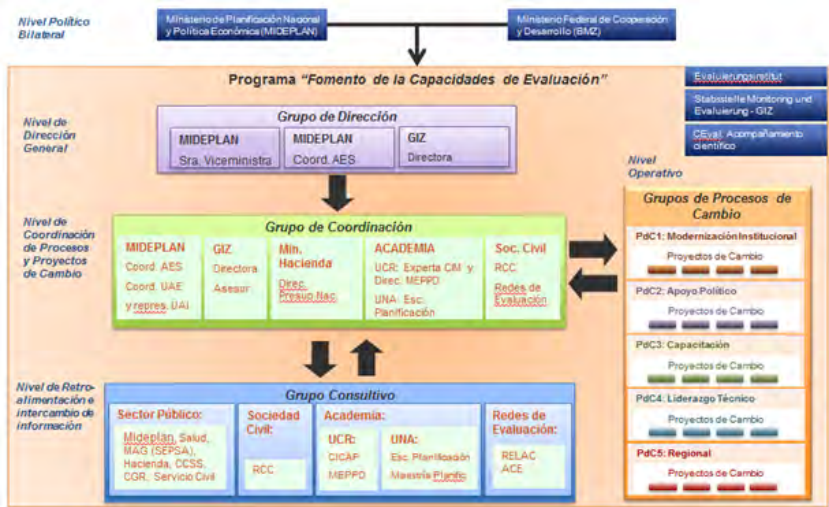 Nivel Político
Bilateral
Ministerio de Planificación Nacional
y Política Económica (MIDEPLAN)
Ministerio Federal de Cooperación
y Desarrollo (BMZ)
Programa "Fomento de la Capacidades de Evaluación"
Evaluierungsinstitut
Stabsstelle Monitoring und
Evaluierung - GIZ
CEval: Acompañamiento
científico
Nivel de
Dirección
General
Grupo de Dirección
MIDEPLAN
Sra. Viceministra
MIDEPLAN
Coord. AES
GIZ
Directora
Nivel de
Coordinación
de Procesos
y Proyectos
de Cambio
Grupo de Coordinación
MIDEPLAN
Coord. AES
Coord. UAE
y repres. UAI
GIZ
Directora
Asesor
Min.
Hacienda
Direc.
Presup Nac.
ACADEMIA
UCR: Experta CIM y
Direc. MEPPD
UNA: Esc.
Planificación
Soc. Civil
RCC
Redes de
Evaluación
Nivel
Operativo
Grupos de Procesos de
Cambio
PdC1: Modernización Institucional
Proyectos de Cambio
PdC2: Apoyo Político
Proyectos de Cambio
PdC3: Capacitación
Proyectos de Cambio
PdC4: Liderazgo Técnico
Proyectos de Cambio
PdC5: Regional
Proyectos de Cambio
Nivel de Retro-
alimentación e
intercambio de
información
Grupo Consultivo
Sector Público:
Mideplan, Salud,
MAG (SEPSA),
Hacienda, CCSS,
CGR, Servicio Civil
Sociedad
Civil:
RCC
Academia:
UCR:
CICAP
MEPPD
UNA:
Esc. Planificación
Maestría Planific.
Redes de
Evaluación:
RELAC
ACE